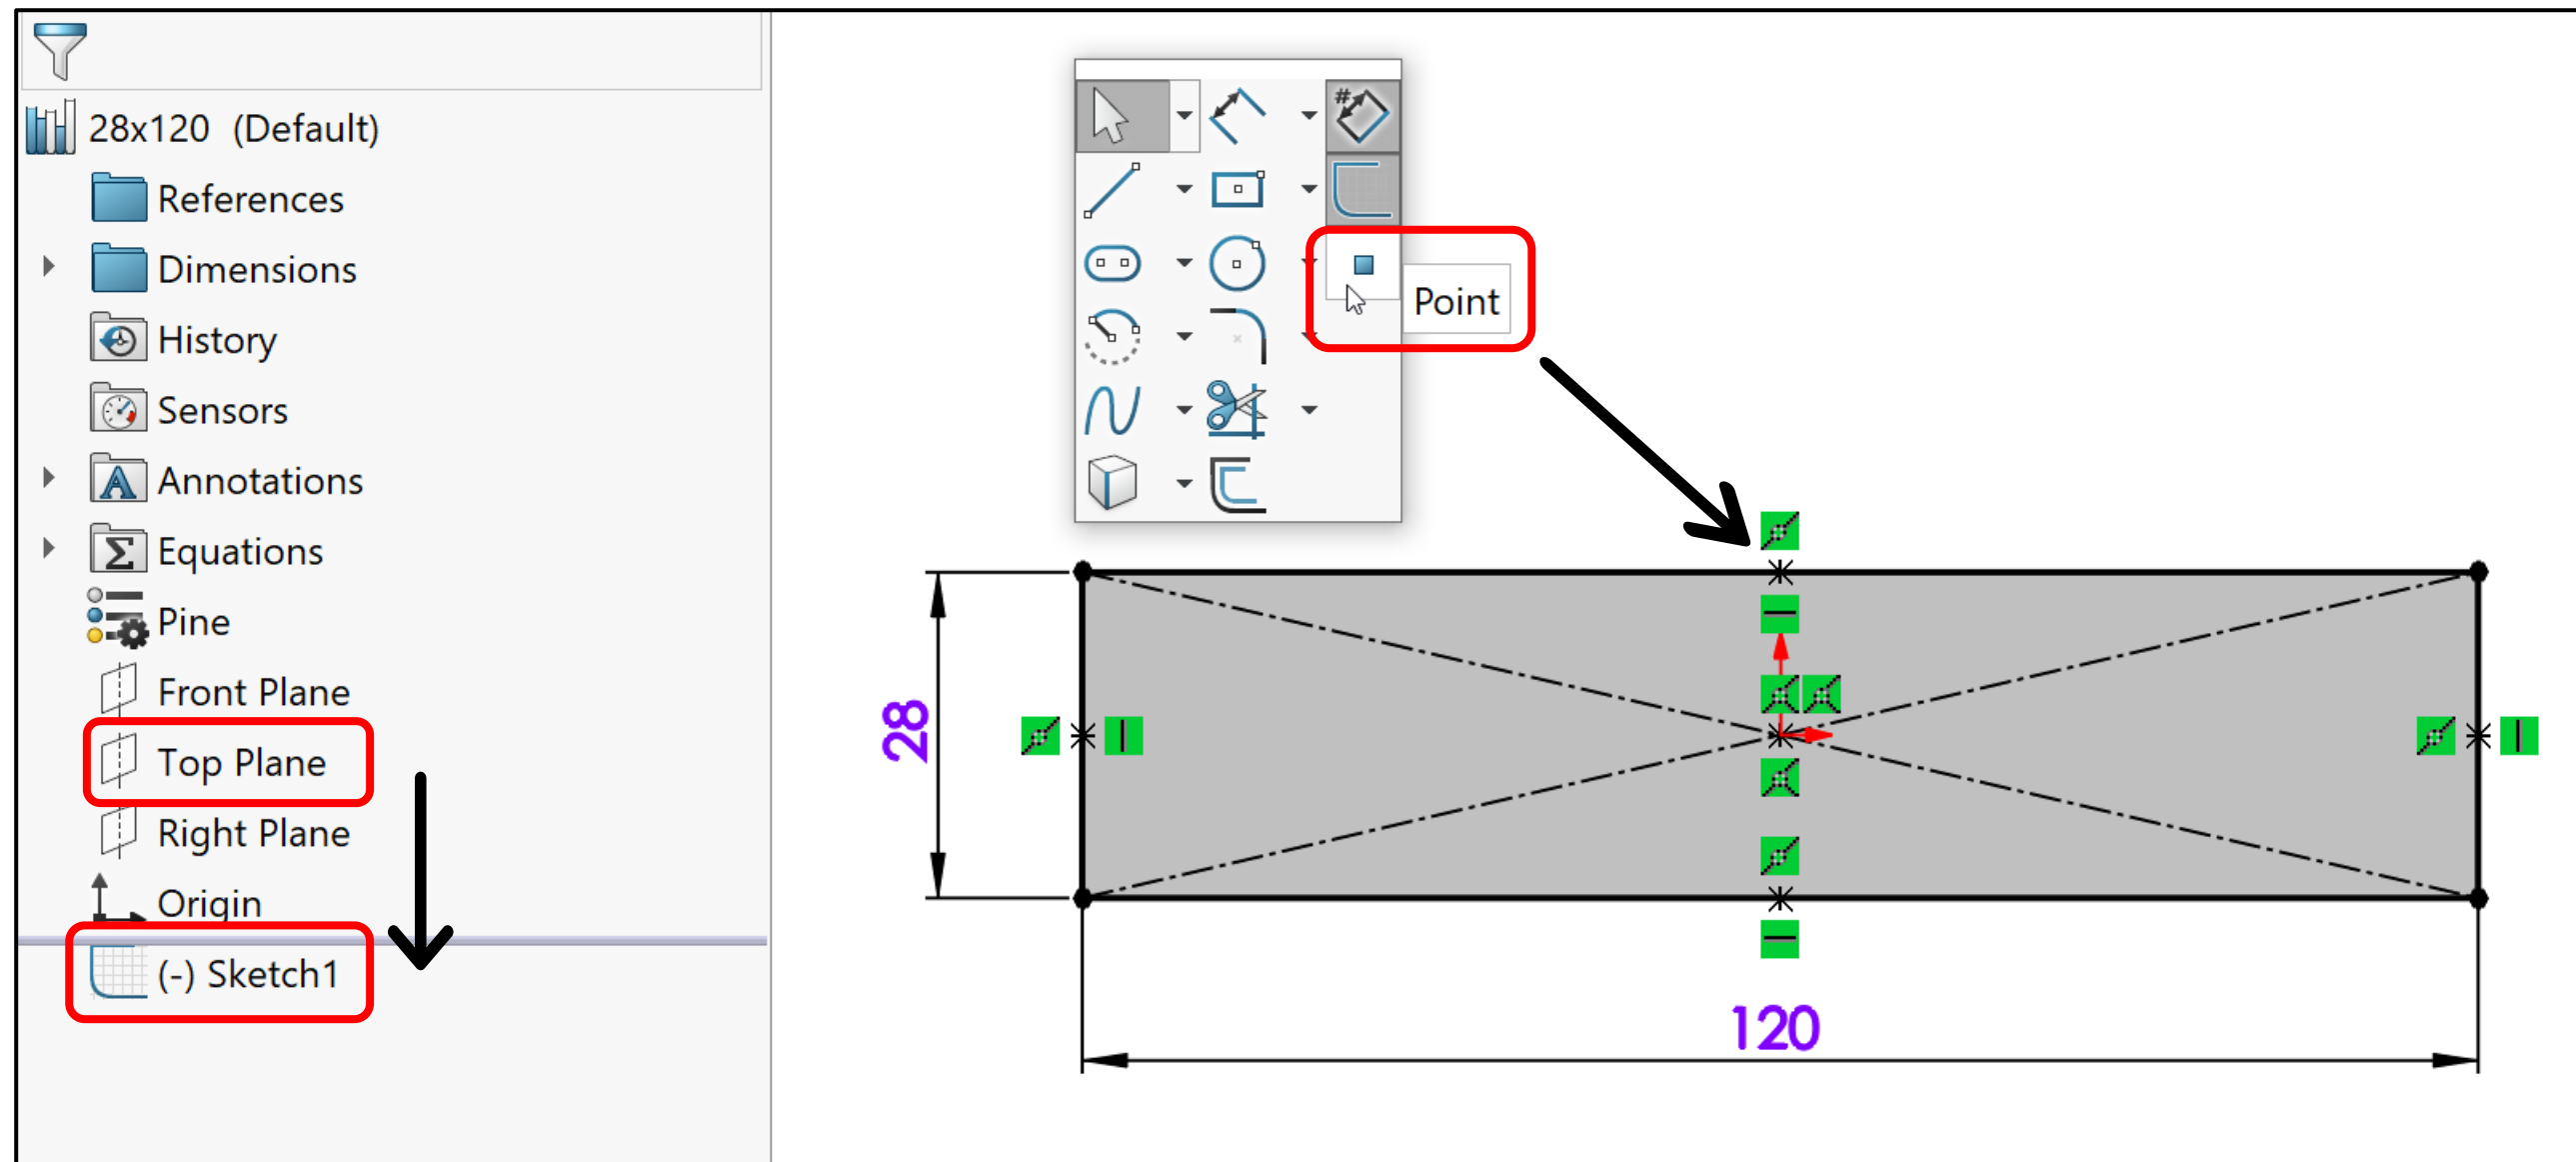 28x120 (Default)
References
Dimensions
History
Sensors
Annotations
Equations
Pine
Front Plane
Top Plane
Right Plane
Origin
(-) Sketch1
#
Point
28
120